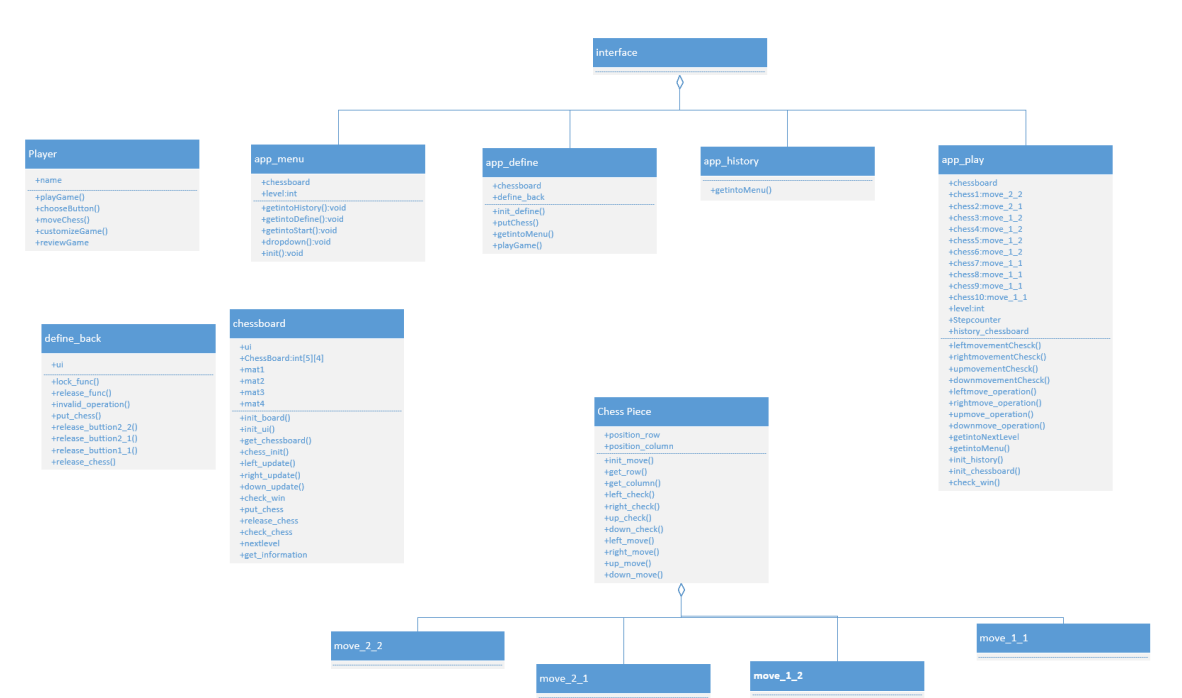 interface
Player
+name
+playGame()
+chooseButton()
+moveChess()
+customizeGame()
+reviewGame
app_menu
+chessboard
+level:int
+getintoHistory():void
+getintoDefine():void
+getintoStart():void
+dropdown():void
+init():void
app_define
+chessboard
+define_back
+init_define()
+putChess()
+getintoMenu()
+playGame()
app_history
+getintoMenu()
app_play
+chessboard
+chess1:move_2_2
+chess2:move_2_1
+chess3:move_1_2
+chess4:move_1_2
+chess5:move_1_2
+chess6:move_1_2
+chess7:move_1_1
+chess8:move_1_1
+chess9:move_1_1
+chess10:move_1_1
+level:int
+Stepcounter
+history_chessboard
+leftmovementChesck()
+rightmovementChesck()
+upmovementChesck()
+downmovementChesck()
+leftmove_operation()
+rightmove_operation()
+upmove_operation()
+downmove_operation()
+getintoNextLevel
+getintoMenu()
+init_history()
+init_chessboard()
+check_win()
define_back
+ui
+lock_func()
+release_func()
+invalid_operation()
+put_chess()
+release_buttion2_2()
+release_buttion2_1()
+release_buttion1_1()
+release_chess()
chessboard
+ui
+ChessBoard:int[5][4]
+mat1
+mat2
+mat3
+mat4
+init_board()
+init_ui()
+get_chessboard()
+chess_init()
+left_update()
+right_update()
+down_update()
+check_win
+put_chess
+release_chess
+check_chess
+nextlevel
+get_information
Chess Piece
+position_row
+position_column
+init_move()
+get_row()
+get_column()
+left_check()
+right_check()
+up_check()
+down_check()
+left_move()
+right_move()
+up_move()
+down_move()
move_2_2
move_2_1
move_1_2
move_1_1